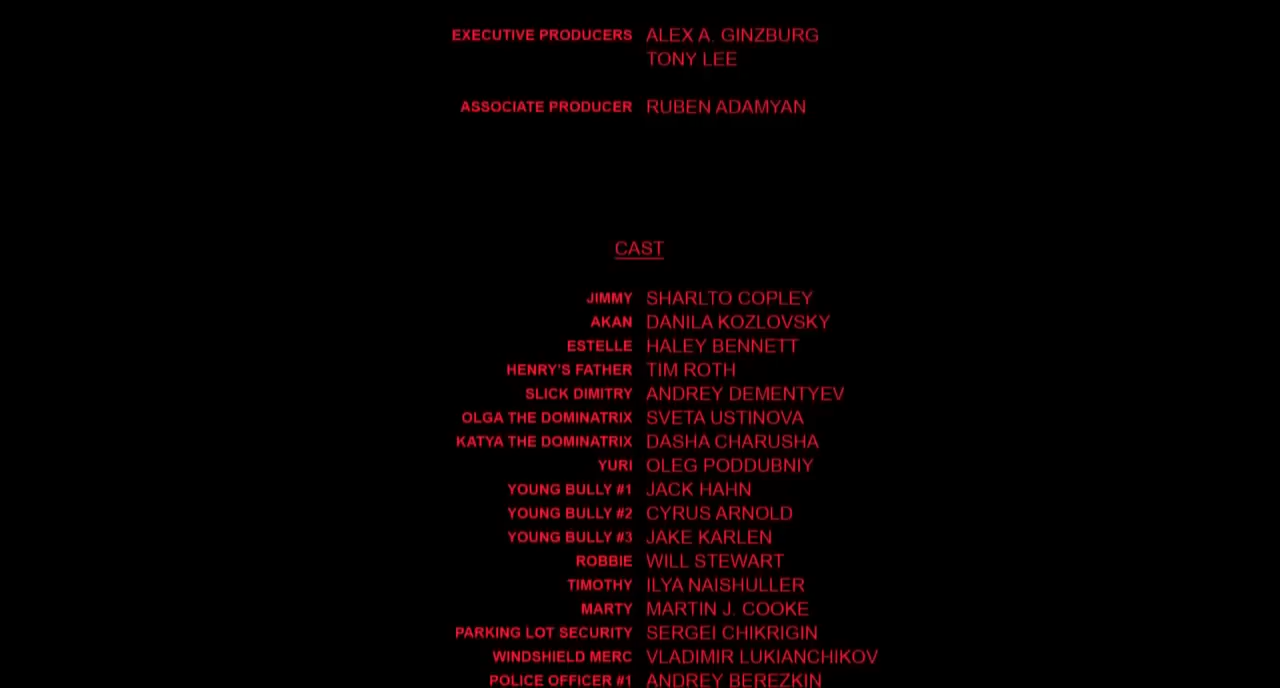 EXECUTIVE PRODUCERS ALEX A. GINZBURG
TONY LEE
ASSOCIATE PRODUCER RUBEN ADAMYAN
CAST
JIMMY SHARLTO COPLEY
AKAN DANILA KOZLOVSKY
ESTELLE HALEY BENNETT
HENRY'S FATHER TIM ROTH
SLICK DIMITRY ANDREY DEMENTYEV
OLGA THE DOMINATRIX SVETA USTINOVA
KATYA THE DOMINATRIX DASHA CHARUSHA
YURI OLEG PODDUBNIY
YOUNG BULLY #1 JACK HAHN
YOUNG BULLY #2 CYRUS ARNOLD
YOUNG BULLY #3 JAKE KARLEN
ROBBIE WILL STEWART
TIMOTHY ILYA NAISHULLER
MARTY MARTIN J. COOKE
PARKING LOT SECURITY SERGEI CHIKRIGIN
WINDSHIELD MERC VLADIMIR LUKIANCHIKOV
POLICE OFFICER #1 ANDREY BEREZKIN